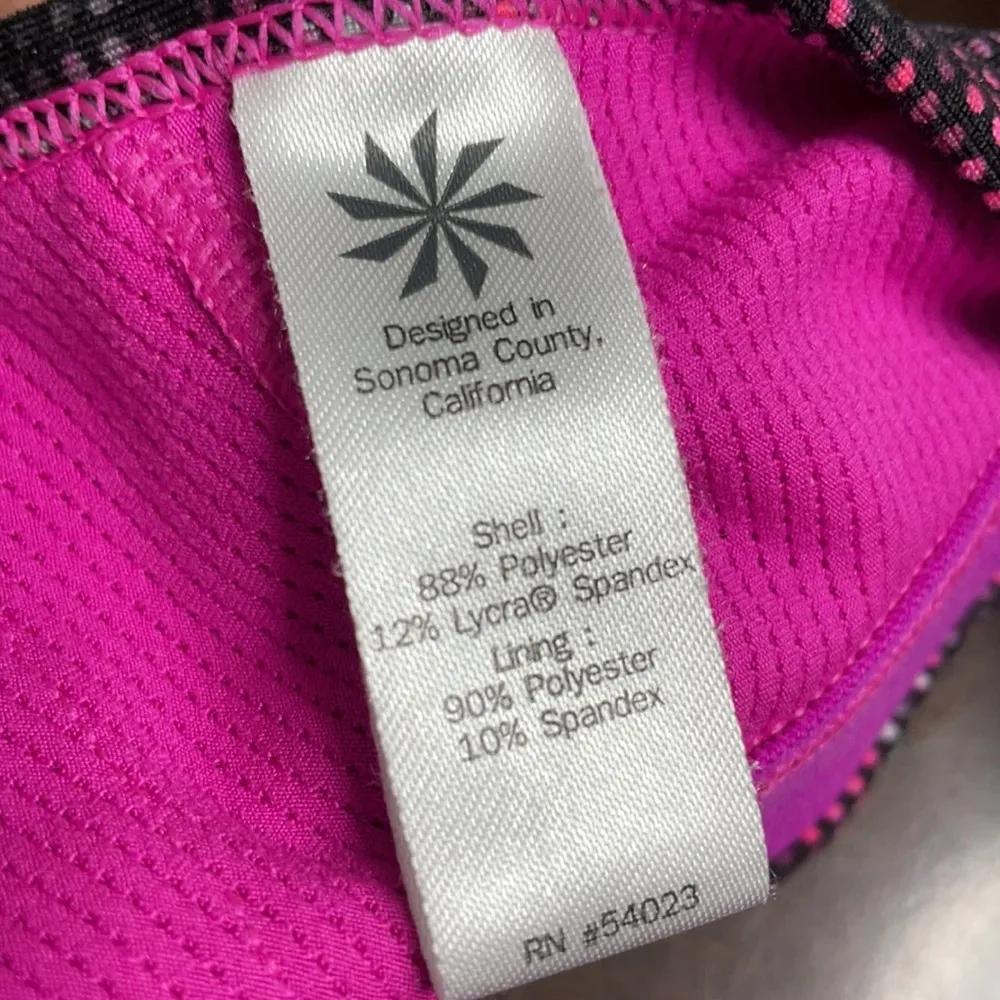 Designed in
Sonoma County,
California
Shell :
88% Polyester
12% Lycra® Spandex
Lining :
90% Polyester
10% Spandex
RN #54023